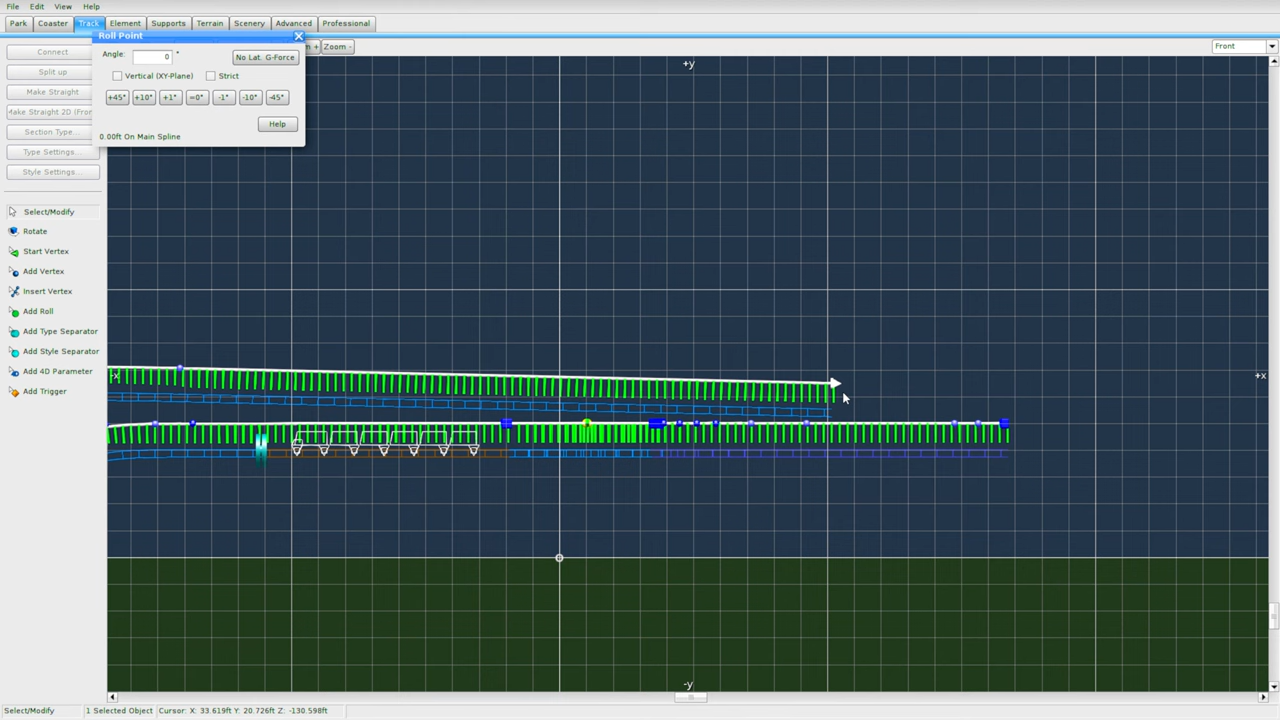 File Edit View Help
Park Coaster Track Element Supports Terrain Scenery Advanced Professional
Roll Point
Zoom -
Front
Connect
Split up
Make Straight
Make Straight 2D (Fron
Section Type...
Type Settings...
Style Settings...
Angle: 0 °
No Lat. G-Force
Vertical (XY-Plane) Strict
+45° +10° +1° =0° -1° -10° -45°
Help
0.00ft On Main Spline
Select/Modify
Rotate
Start Vertex
Add Vertex
Insert Vertex
Add Roll
Add Type Separator
Add Style Separator
Add 4D Parameter
Add Trigger
+y
-x
+x
-y
Select/Modify 1 Selected Object Cursor: X: 33.619ft Y: 20.726ft Z: -130.598ft